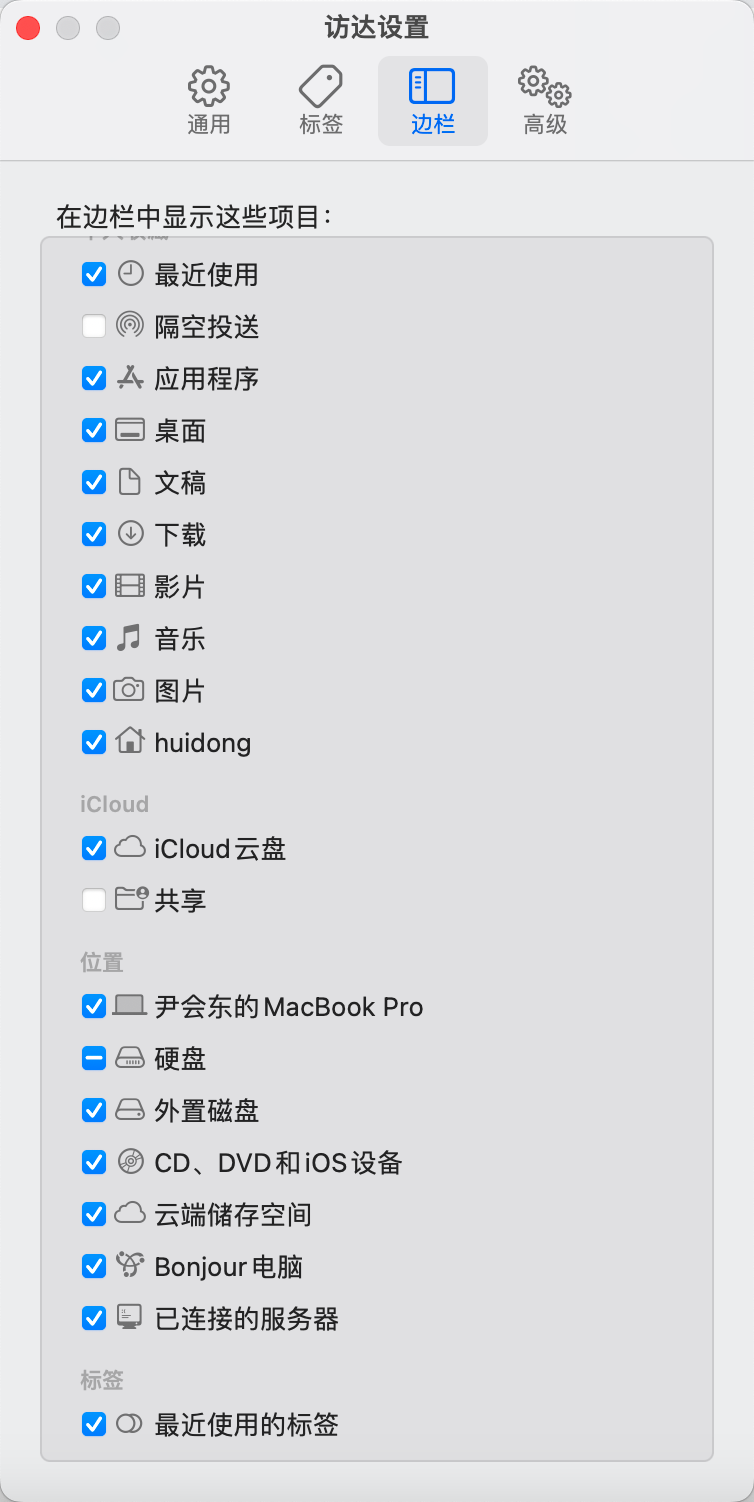 访达设置
通用
标签
边栏
高级
在边栏中显示这些项目：
最近使用
隔空投送
应用程序
桌面
文稿
下载
影片
音乐
图片
huidong
iCloud
iCloud云盘
共享
位置
尹会东的MacBook Pro
硬盘
外置磁盘
CD、DVD和iOS设备
云端储存空间
Bonjour电脑
已连接的服务器
标签
最近使用的标签